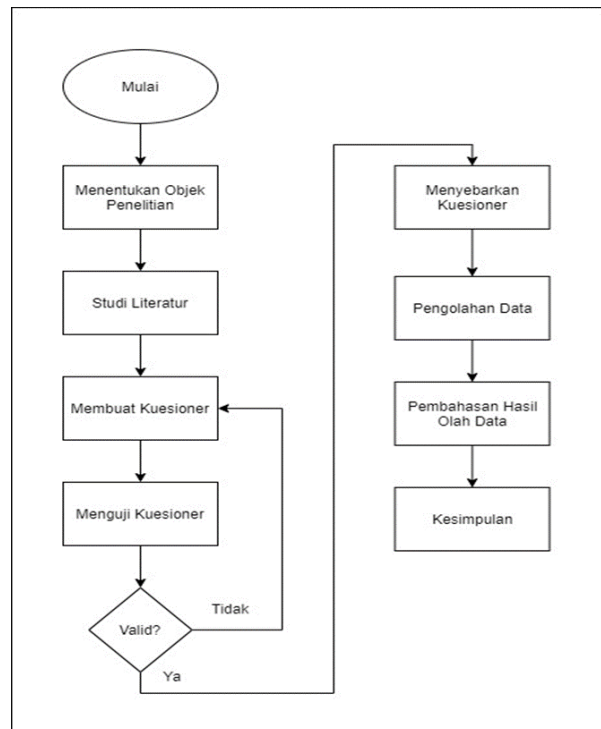 Mulai
Menentukan Objek
Penelitian
Studi Literatur
Membuat Kuesioner
Menguji Kuesioner
Valid?
Tidak
Ya
Menyebarkan
Kuesioner
Pengolahan Data
Pembahasan Hasil
Olah Data
Kesimpulan